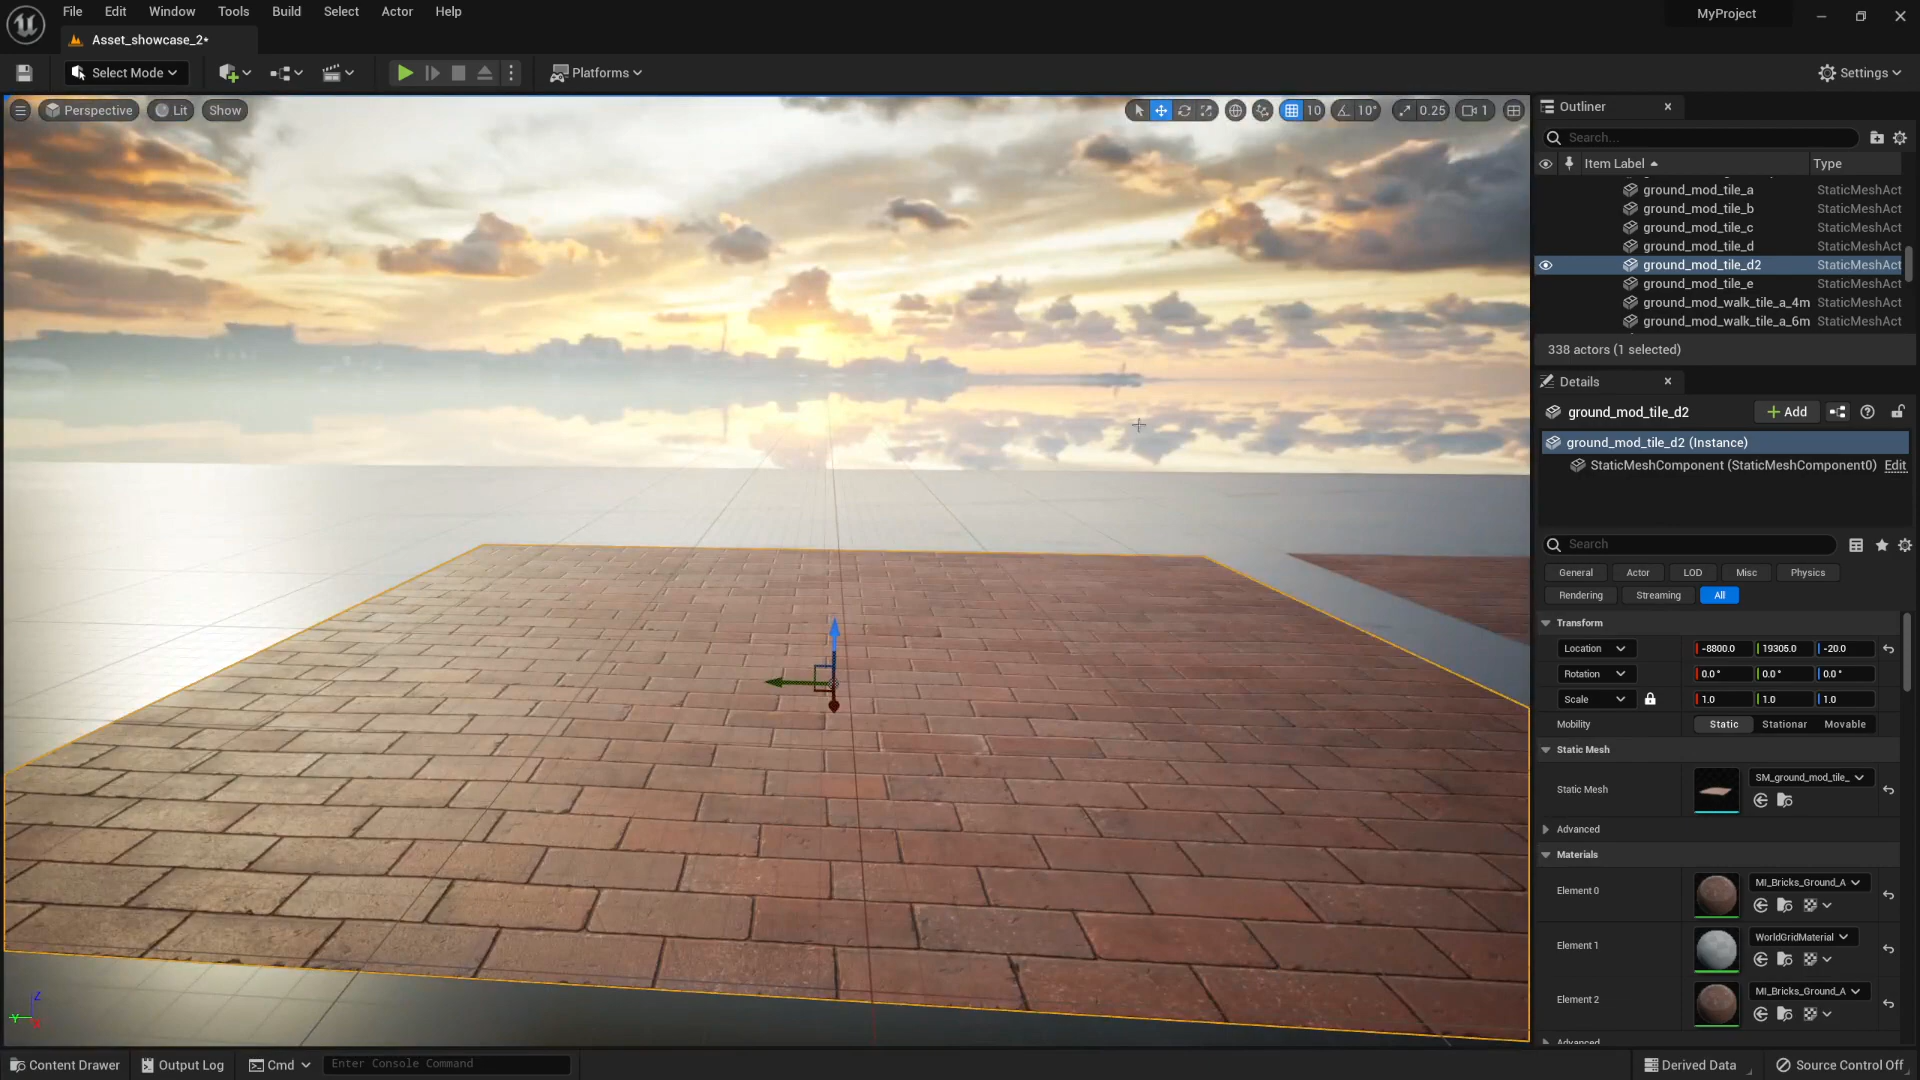 File Edit Window Tools Build Select Actor Help
MyProject
Asset_showcase_2*
Select Mode
Platforms
Settings
Perspective Lit Show
10 10° 0.25 1
Outliner
Search...
Item Label Type
ground_mod_tile_a StaticMeshAct
ground_mod_tile_b StaticMeshAct
ground_mod_tile_c StaticMeshAct
ground_mod_tile_d StaticMeshAct
ground_mod_tile_d2 StaticMeshAct
ground_mod_tile_e StaticMeshAct
ground_mod_walk_tile_a_4m StaticMeshAct
ground_mod_walk_tile_a_6m StaticMeshAct
338 actors (1 selected)
Details
ground_mod_tile_d2 Add
ground_mod_tile_d2 (Instance)
StaticMeshComponent (StaticMeshComponent0) Edit
Search
General Actor LOD Misc Physics
Rendering Streaming All
Transform
Location -8800.0 19305.0 -20.0
Rotation 0.0° 0.0° 0.0°
Scale 1.0 1.0 1.0
Mobility Static Stationar Movable
Static Mesh
Static Mesh SM_ground_mod_tile_
Advanced
Materials
Element 0 MI_Bricks_Ground_A
Element 1 WorldGridMaterial
Element 2 MI_Bricks_Ground_A
Advanced
Z
Y
Content Drawer Output Log Cmd Enter Console Command
Derived Data Source Control Off